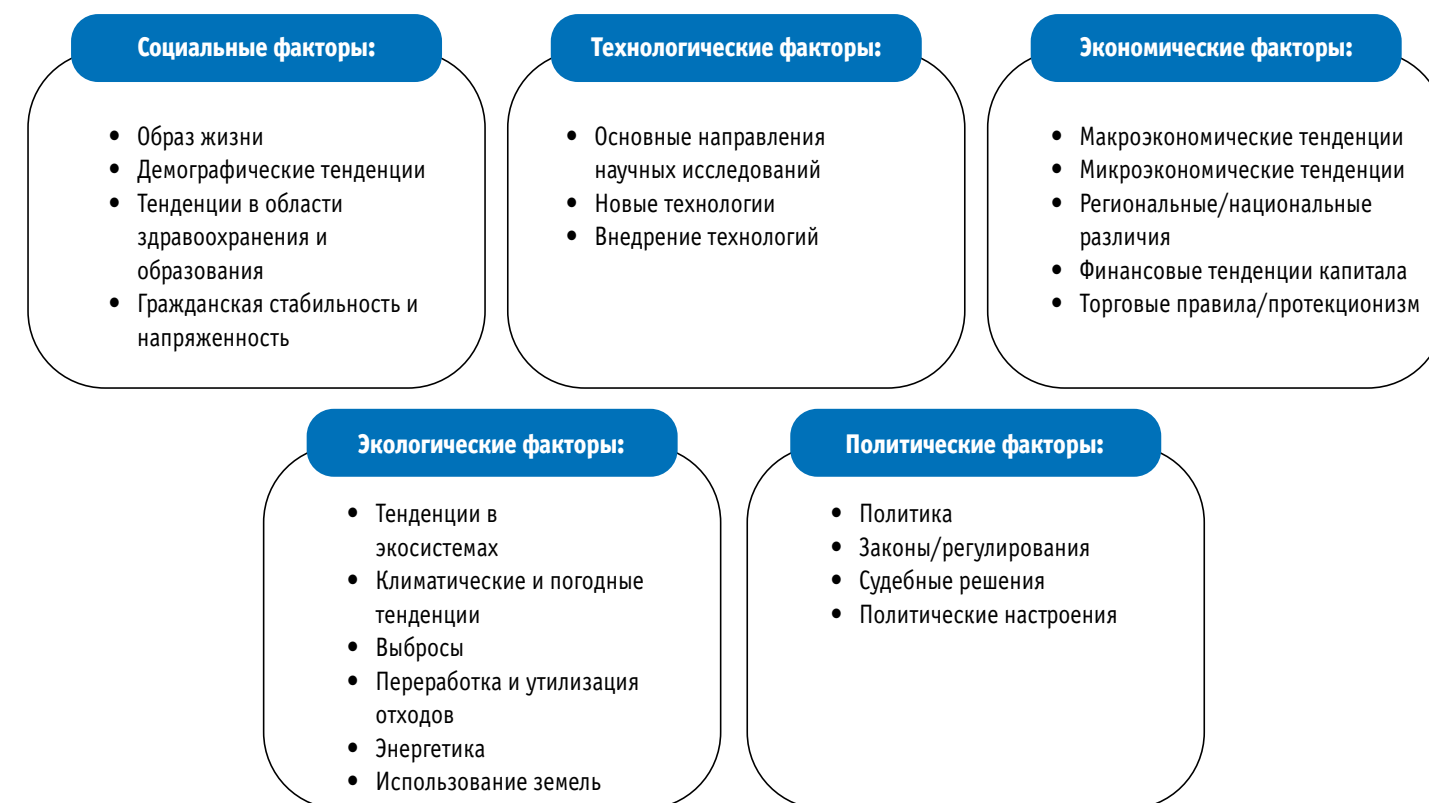 Социальные факторы:
• Образ жизни
• Демографические тенденции
• Тенденции в области
здравоохранения и
образования
• Гражданская стабильность и
напряженность
Технологические факторы:
• Основные направления
научных исследований
• Новые технологии
• Внедрение технологий
Экономические факторы:
• Макроэкономические тенденции
• Микроэкономические тенденции
• Региональные/национальные
различия
• Финансовые тенденции капитала
• Торговые правила/протекционизм
Экологические факторы:
• Тенденции в
экосистемах
• Климатические и погодные
тенденции
• Выбросы
• Переработка и утилизация
отходов
• Энергетика
• Использование земель
Политические факторы:
• Политика
• Законы/регулирования
• Судебные решения
• Политические настроения